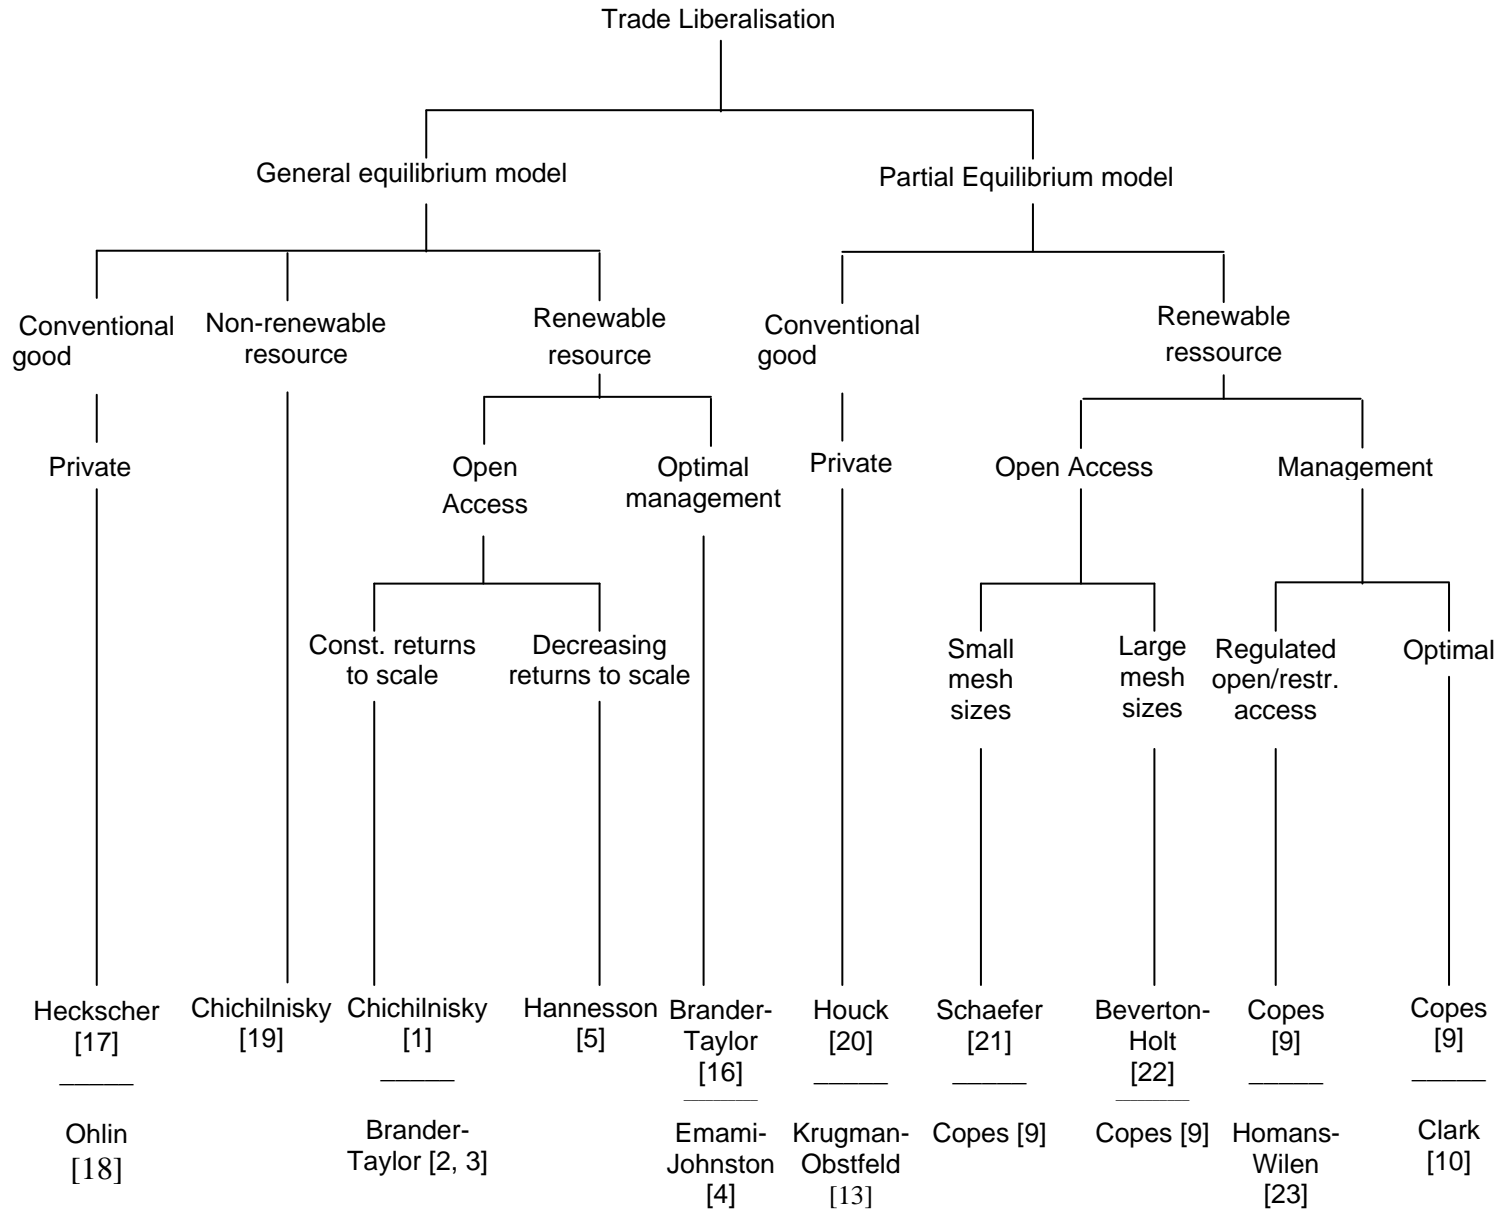 Trade Liberalisation
General equilibrium model
Partial Equilibrium model
Conventional
good
Non-renewable
resource
Renewable
resource
Conventional
good
Renewable
ressource
Private
Open
Access
Optimal
management
Private
Open Access
Management
Const. returns
to scale
Decreasing
returns to scale
Small
mesh
sizes
Large
mesh
sizes
Regulated
open/restr.
access
Optimal
Heckscher
[17]
Ohlin
[18]
Chichilnisky
[19]
Chichilnisky
[1]
Brander-
Taylor [2, 3]
Hannesson
[5]
Brander-
Taylor
[16]
Emami-
Johnston
[4]
Houck
[20]
Krugman-
Obstfeld
[13]
Schaefer
[21]
Copes [9]
Beverton-
Holt
[22]
Copes [9]
Copes
[9]
Homans-
Wilen
[23]
Copes
[9]
Clark
[10]